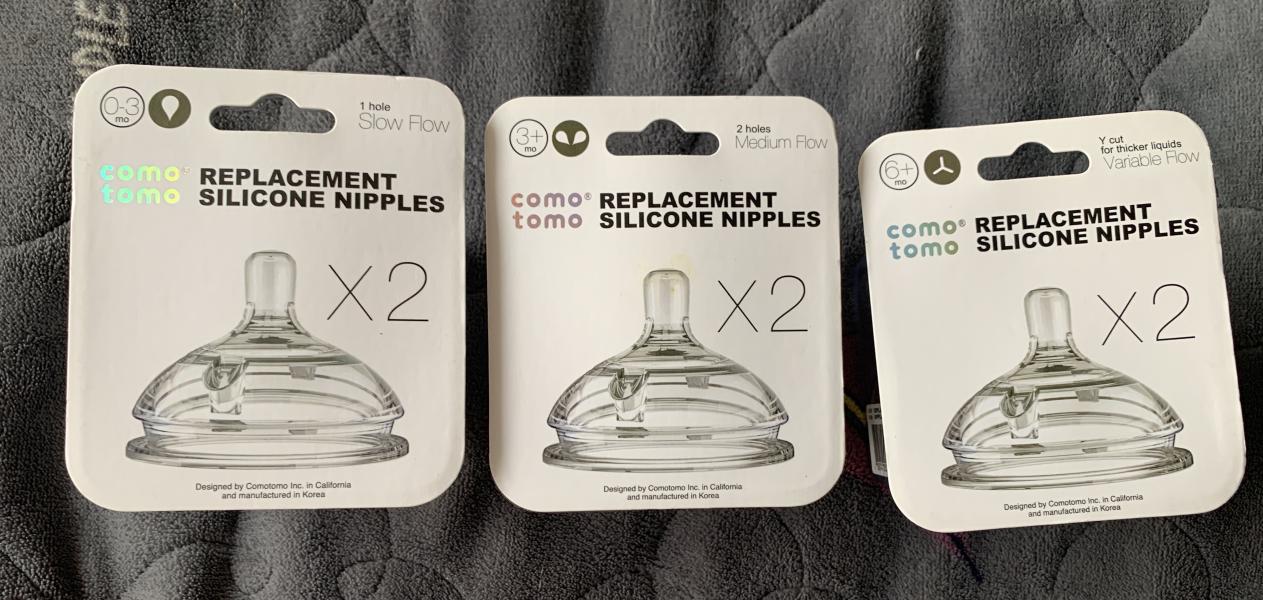 0-3
mo
1 hole
Slow Flow
como®
tomo
REPLACEMENT
SILICONE NIPPLES
X2
Designed by Comotomo Inc. in California
and manufactured in Korea
3+
mo
2 holes
Medium Flow
como®
tomo
REPLACEMENT
SILICONE NIPPLES
X2
Designed by Comotomo Inc. in California
and manufactured in Korea
6+
mo
Y cut
for thicker liquids
Variable Flow
como®
tomo
REPLACEMENT
SILICONE NIPPLES
X2
Designed by Comotomo Inc. in California
and manufactured in Korea